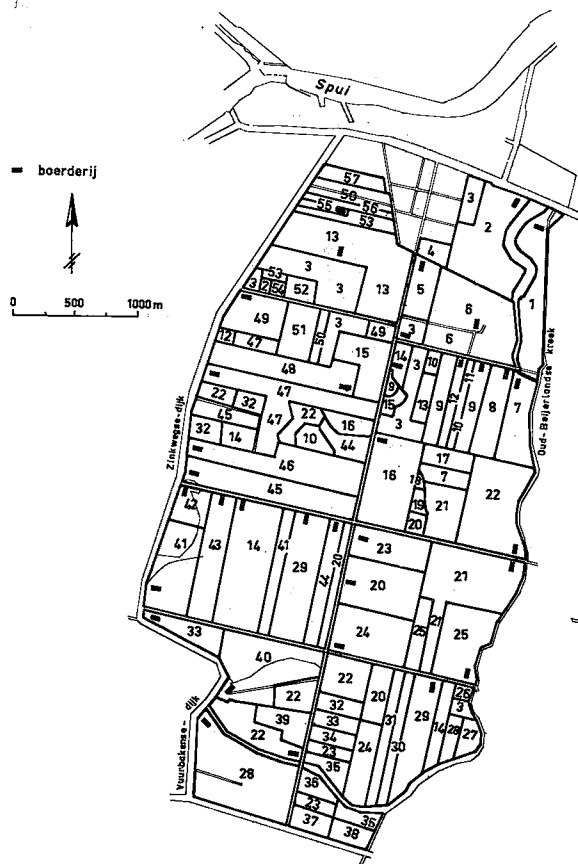 Spui
boerderij
0 500 1000 m
57
50
55 56
53
3
2
13
4
53
3
3 2 54 52 3 13 5
6
1
49 51 50 3 49 3 6
12 47
15
14 3 10
48
9
15
13 9 12 10 11 9 8 7
22 32 47
45 22 16 3
32 14 47 10 44
46
16
17
7
18
22
45
19 21
20
42
41 43 14 41 29 44 20
23
21
20
24 25 21 25
33
40
22 20
26
3
22 32 31 29
39 33 30 14 28 27
22 34
23 24
35
28
36
23
37 38 36
Zinkwegse-dijk
Oud-Beijerlandse kreek
Vuurbakense-dijk